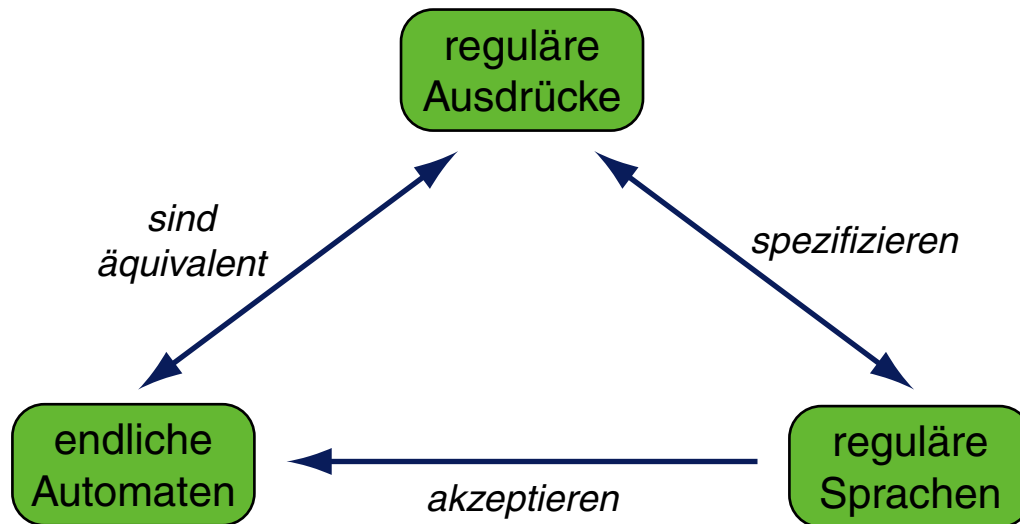 reguläre
Ausdrücke
sind
äquivalent
spezifizieren
endliche
Automaten
akzeptieren
reguläre
Sprachen